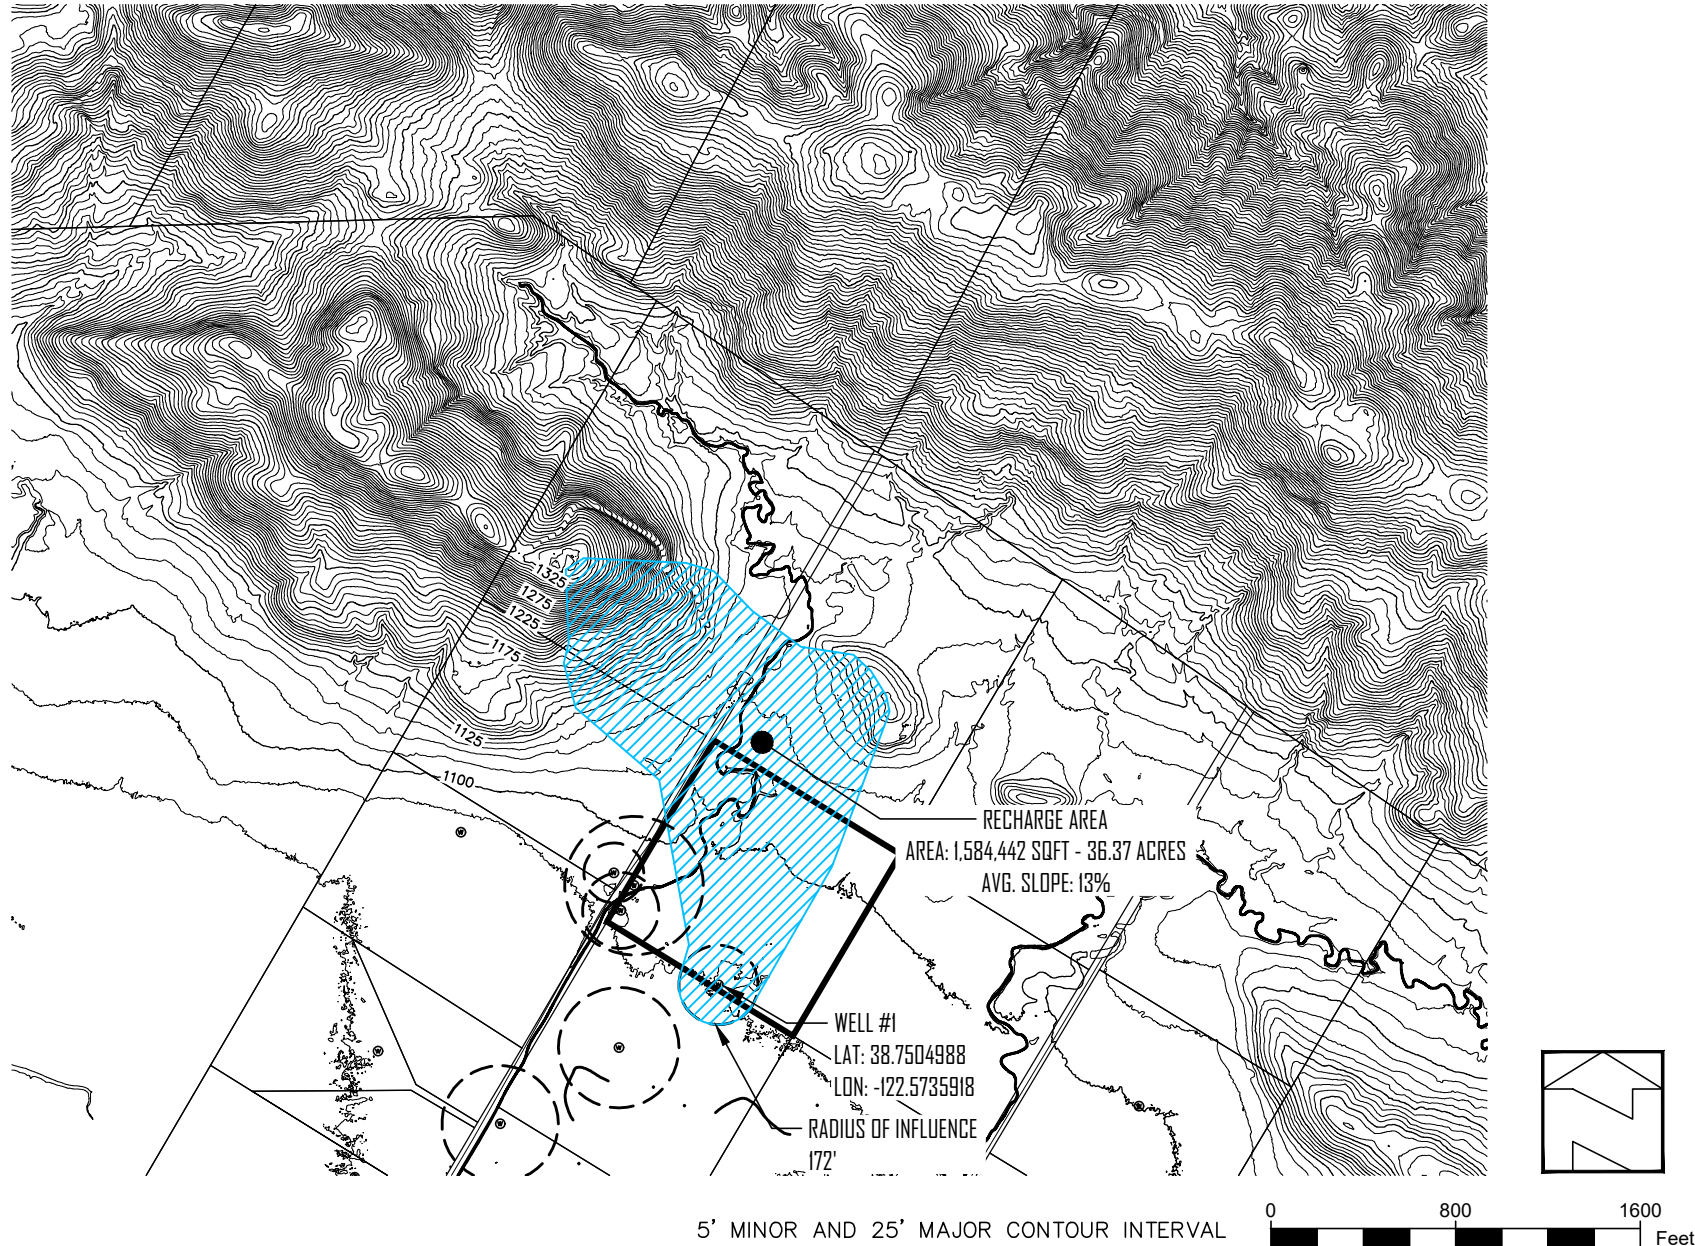 1325
1275
1225
1175
1125
1100
W
W
W
W
W
W
W
W
RECHARGE AREA
AREA: 1,584,442 SQFT - 36.37 ACRES
AVG. SLOPE: 13%
WELL #1
LAT: 38.7504988
LON: -122.5735918
RADIUS OF INFLUENCE
172'
5' MINOR AND 25' MAJOR CONTOUR INTERVAL
0 800 1600
Feet